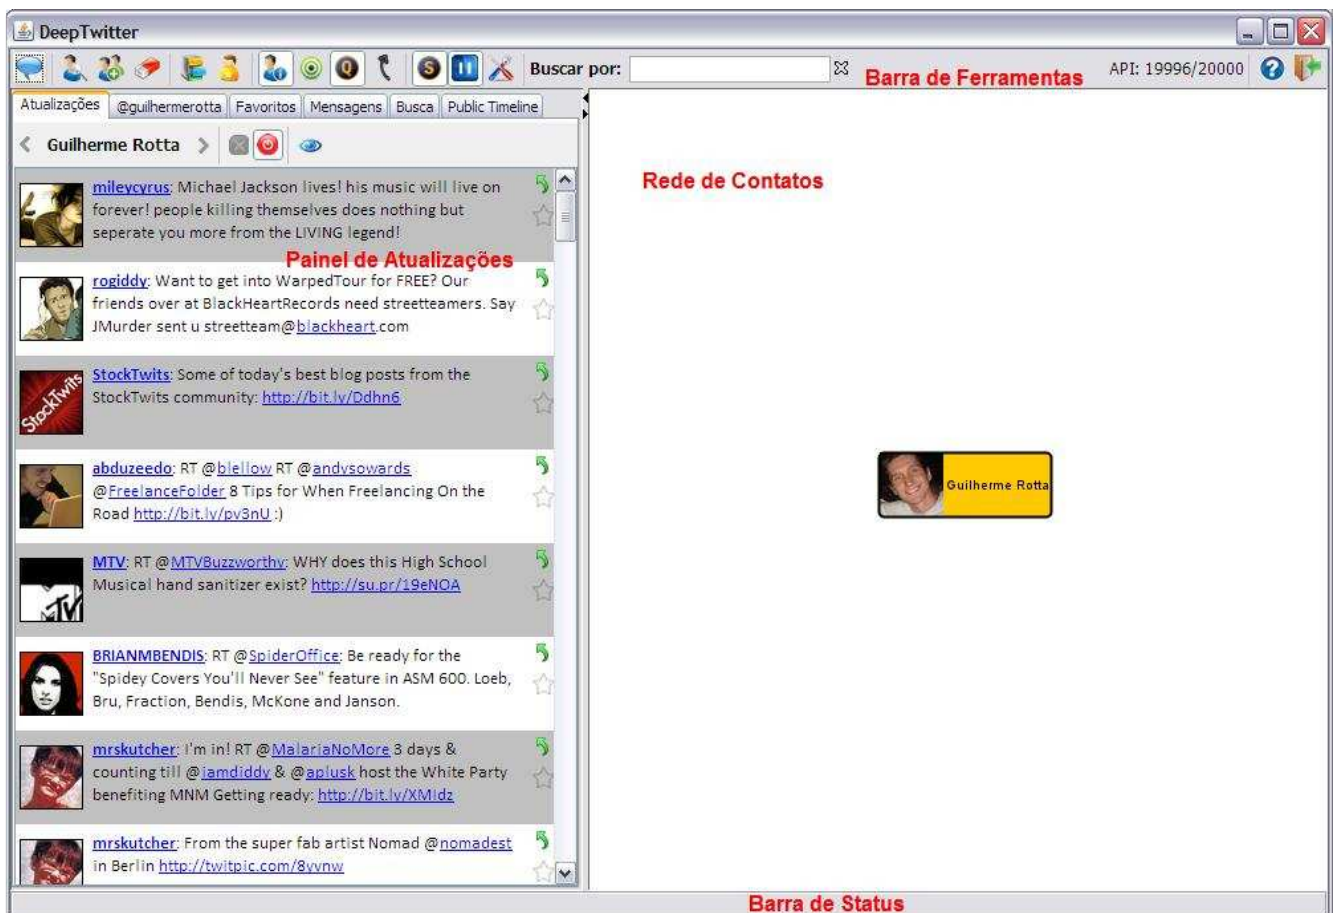 DeepTwitter
Buscar por:
Barra de Ferramentas
API: 19996/20000
Atualizações @guilhermerotta Favoritos Mensagens Busca Public Timeline
Guilherme Rotta
Rede de Contatos
mileycyrus: Michael Jackson lives! his music will live on
forever! people killing themselves does nothing but
seperate you more from the LIVING legend!
Painel de Atualizações
rogiddy: Want to get into WarpedTour for FREE? Our
friends over at BlackHeartRecords need streetteamers. Say
JMurder sent u streetteam@blackheart.com
StockTwits
StockTwits: Some of today's best blog posts from the
StockTwits community: http://bit.ly/Ddhn6
abduzeedo: RT @blellow RT @andysowards
@FreelanceFolder 8 Tips for When Freelancing On the
Road http://bit.ly/pv3nU :)
Guilherme Rotta
MTV: RT @MTVBuzzworthy: WHY does this High School
Musical hand sanitizer exist? http://su.pr/19eNOA
BRIANMBENDIS: RT @SpiderOffice: Be ready for the
"Spidey Covers You'll Never See" feature in ASM 600. Loeb,
Bru, Fraction, Bendis, McKone and Janson.
mrskutcher: I'm in! RT @MalariaNoMore 3 days &
counting till @iamdiddy & @aplusk host the White Party
benefiting MNM Getting ready: http://bit.ly/XMIdz
mrskutcher: From the super fab artist Nomad @nomadest
in Berlin http://twitpic.com/8yvnw
Barra de Status